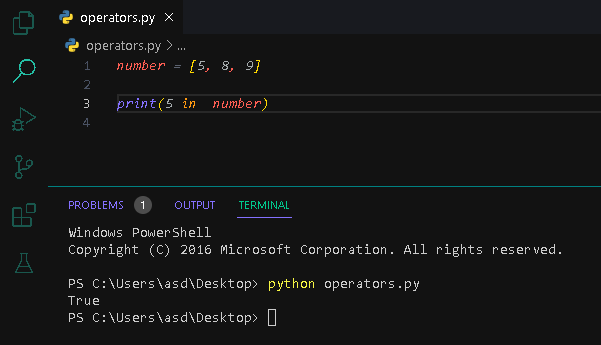 operators.py ×
operators.py > ...
1 number = [5, 8, 9]
2
3 print(5 in  number)
4
PROBLEMS 1 OUTPUT TERMINAL
Windows PowerShell
Copyright (C) 2016 Microsoft Corporation. All rights reserved.
PS C:\Users\asd\Desktop> python operators.py
True
PS C:\Users\asd\Desktop>